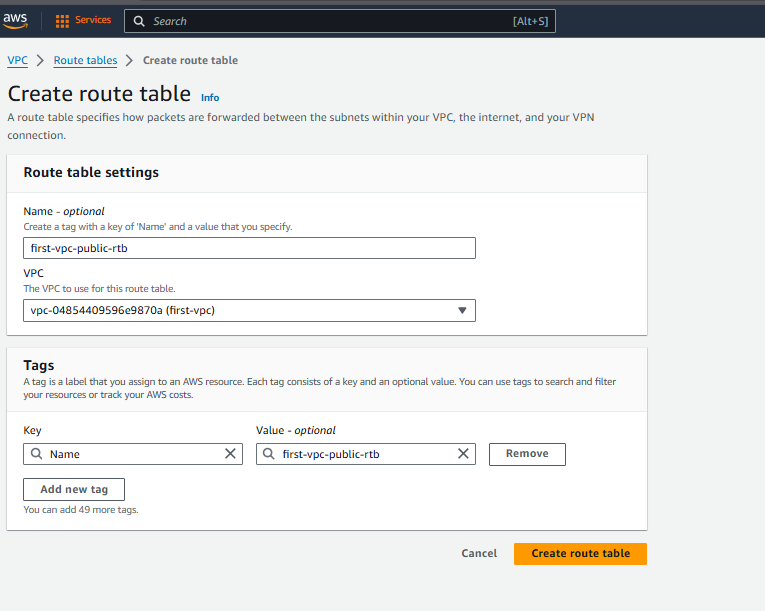 aws Services Search [Alt+S]
VPC > Route tables > Create route table
Create route table Info
A route table specifies how packets are forwarded between the subnets within your VPC, the internet, and your VPN
connection.
Route table settings
Name - optional
Create a tag with a key of 'Name' and a value that you specify.
first-vpc-public-rtb
VPC
The VPC to use for this route table.
vpc-04854409596e9870a (first-vpc)
Tags
A tag is a label that you assign to an AWS resource. Each tag consists of a key and an optional value. You can use tags to search and filter
your resources or track your AWS costs.
Key Value - optional
Name first-vpc-public-rtb Remove
Add new tag
You can add 49 more tags.
Cancel Create route table